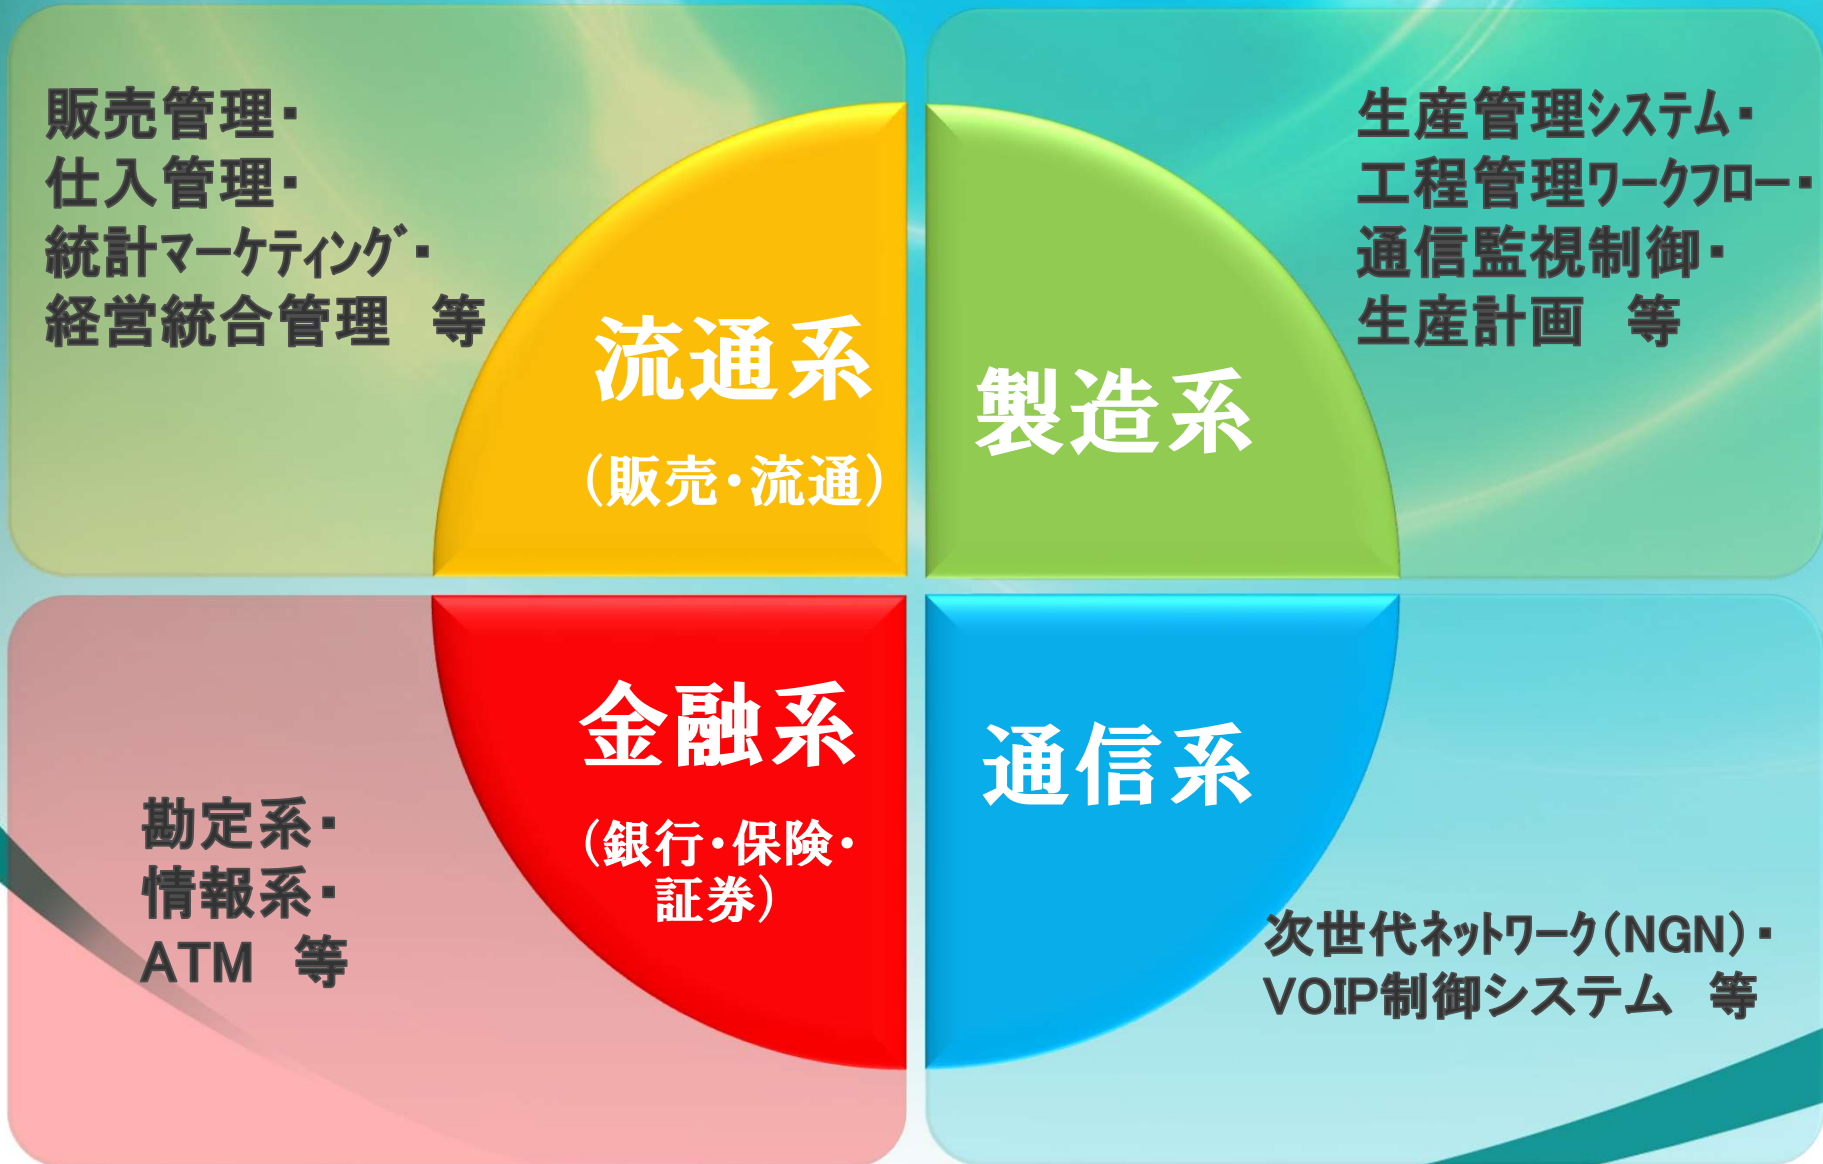 販売管理・
仕入管理・
統計マーケティング・
経営統合管理　等
流通系
（販売・流通）
生産管理システム・
工程管理ワークフロー・
通信監視制御・
生産計画　等
製造系
金融系
（銀行・保険・
証券）
勘定系・
情報系・
ATM　等
通信系
次世代ネットワーク（NGN）・
VOIP制御システム　等